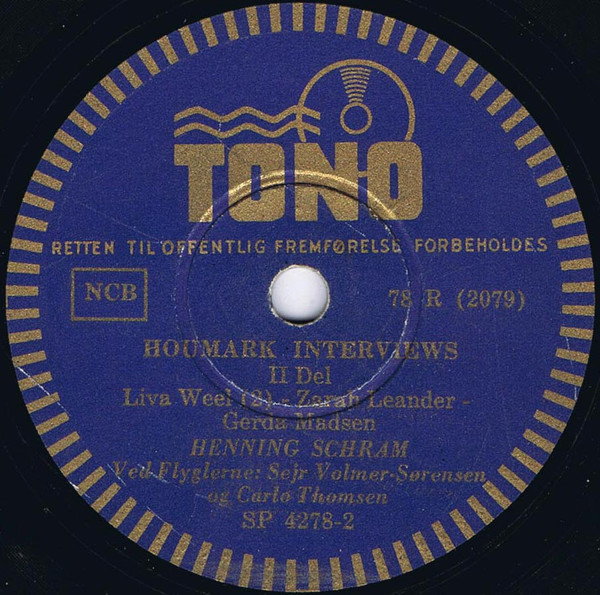 TONO
RETTEN TIL OFFENTLIG FREMFØRELSE FORBEHOLDES
NCB
78 R (2079)
HOUMARK INTERVIEWS
II Del
Liva Weel (2) - Zarah Leander -
Gerda Madsen
HENNING SCHRAM
Ved Flyglerne: Sejr Volmer-Sørensen
og Carlo Thomsen
SP 4278-2